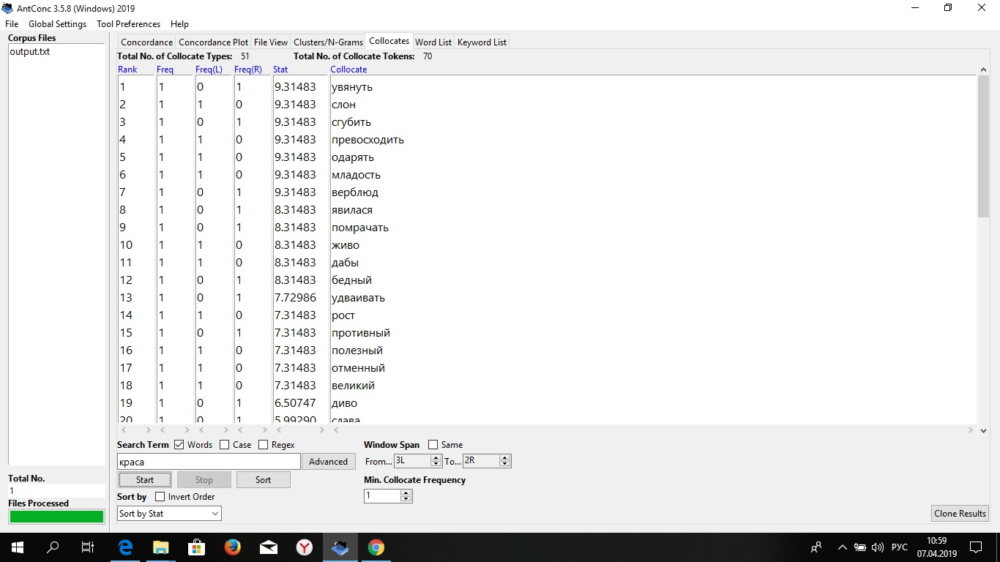 AntConc 3.5.8 (Windows) 2019
File Global Settings Tool Preferences Help
Corpus Files
output.txt
Concordance Concordance Plot File View Clusters/N-Grams Collocates Word List Keyword List
Total No. of Collocate Types: 51 Total No. of Collocate Tokens: 70
Rank Freq Freq(L) Freq(R) Stat Collocate
1 1 0 1 9.31483 увянуть
2 1 1 0 9.31483 слон
3 1 0 1 9.31483 сгубить
4 1 1 0 9.31483 превосходить
5 1 1 0 9.31483 одарять
6 1 1 0 9.31483 младость
7 1 0 1 9.31483 верблюд
8 1 0 1 8.31483 явилася
9 1 0 1 8.31483 помрачать
10 1 1 0 8.31483 живо
11 1 1 0 8.31483 дабы
12 1 0 1 8.31483 бедный
13 1 0 1 7.72986 удваивать
14 1 1 0 7.31483 рост
15 1 0 1 7.31483 противный
16 1 1 0 7.31483 полезный
17 1 1 0 7.31483 отменный
18 1 1 0 7.31483 великий
19 1 0 1 6.50747 диво
20 1 0 1 5.99290 слава
Search Term Words Case Regex
Window Span Same
краса Advanced
From... 3L To... 2R
Start Stop Sort
Min. Collocate Frequency
1
Sort by Invert Order
Sort by Stat
Total No.
1
Files Processed
Clone Results
РУС
10:59
07.04.2019